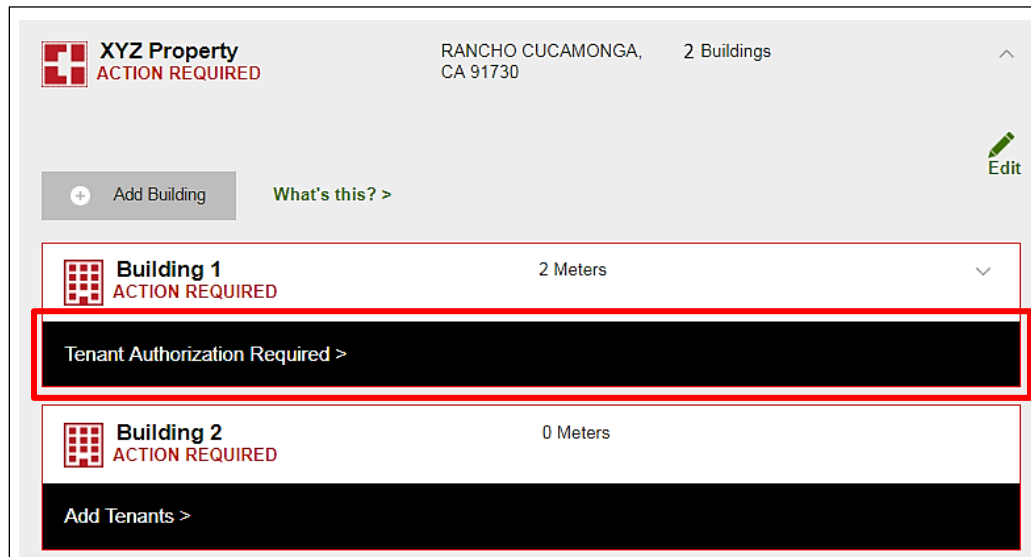 XYZ Property
ACTION REQUIRED
RANCHO CUCAMONGA,
CA 91730
2 Buildings
Edit
Add Building
What's this? >
Building 1
ACTION REQUIRED
2 Meters
Tenant Authorization Required >
Building 2
ACTION REQUIRED
0 Meters
Add Tenants >